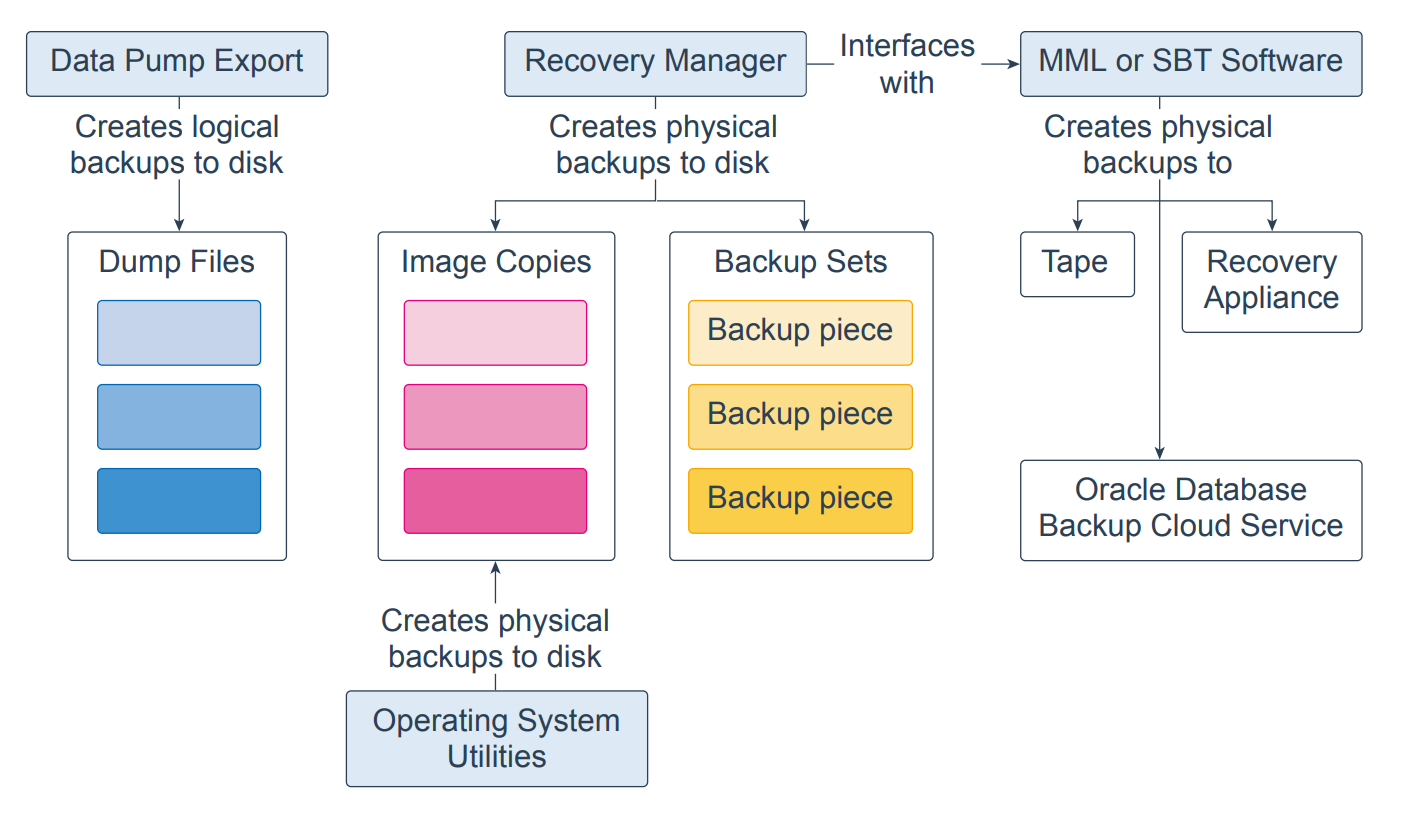 Data Pump Export
Creates logical
backups to disk
Dump Files
Recovery Manager
Interfaces
with
MML or SBT Software
Creates physical
backups to disk
Image Copies
Backup Sets
Backup piece
Backup piece
Backup piece
Creates physical
backups to disk
Operating System
Utilities
Creates physical
backups to
Tape
Recovery
Appliance
Oracle Database
Backup Cloud Service